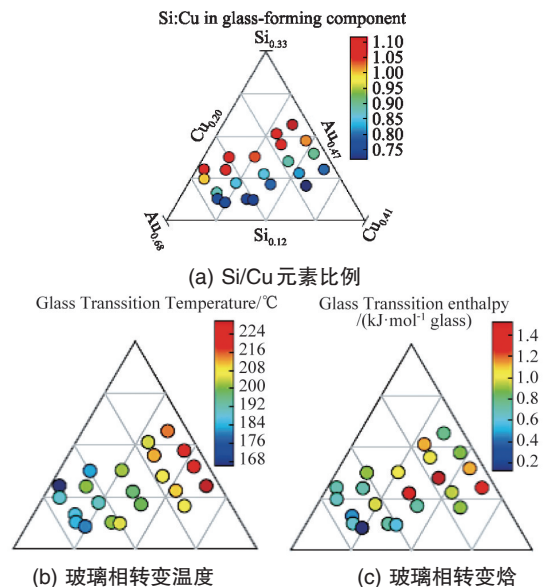 Si:Cu in glass-forming component
Si0.33
1.10
1.05
1.00
0.95
0.90
0.85
0.80
0.75
Cu0.20
Au0.47
Au0.68
Si0.12
Cu0.41
(a) Si/Cu元素比例
Glass Transsition Temperature/℃
224
216
208
200
192
184
176
168
Glass Transsition enthalpy
/(kJ·mol⁻¹ glass)
1.4
1.2
1.0
0.8
0.6
0.4
0.2
(b) 玻璃相转变温度
(c) 玻璃相转变焓